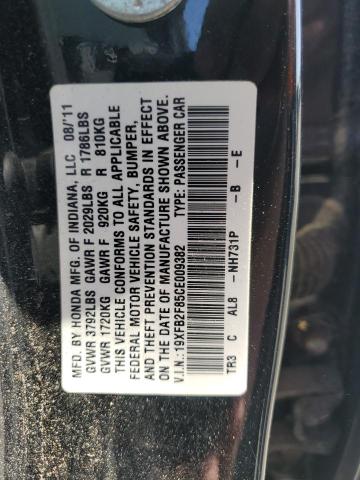 MFD. BY HONDA MFG. OF INDIANA, LLC 08/'11
GVWR 3792LBS GAWR F 2029LBS R 1786LBS
GVWR 1720KG GAWR F 920KG R 810KG
THIS VEHICLE CONFORMS TO ALL APPLICABLE
FEDERAL MOTOR VEHICLE SAFETY, BUMPER,
AND THEFT PREVENTION STANDARDS IN EFFECT
ON THE DATE OF MANUFACTURE SHOWN ABOVE.
V.I.N.: 19XFB2F85CE009382 TYPE: PASSENGER CAR
TR3 C AL8 -NH731P -B -E